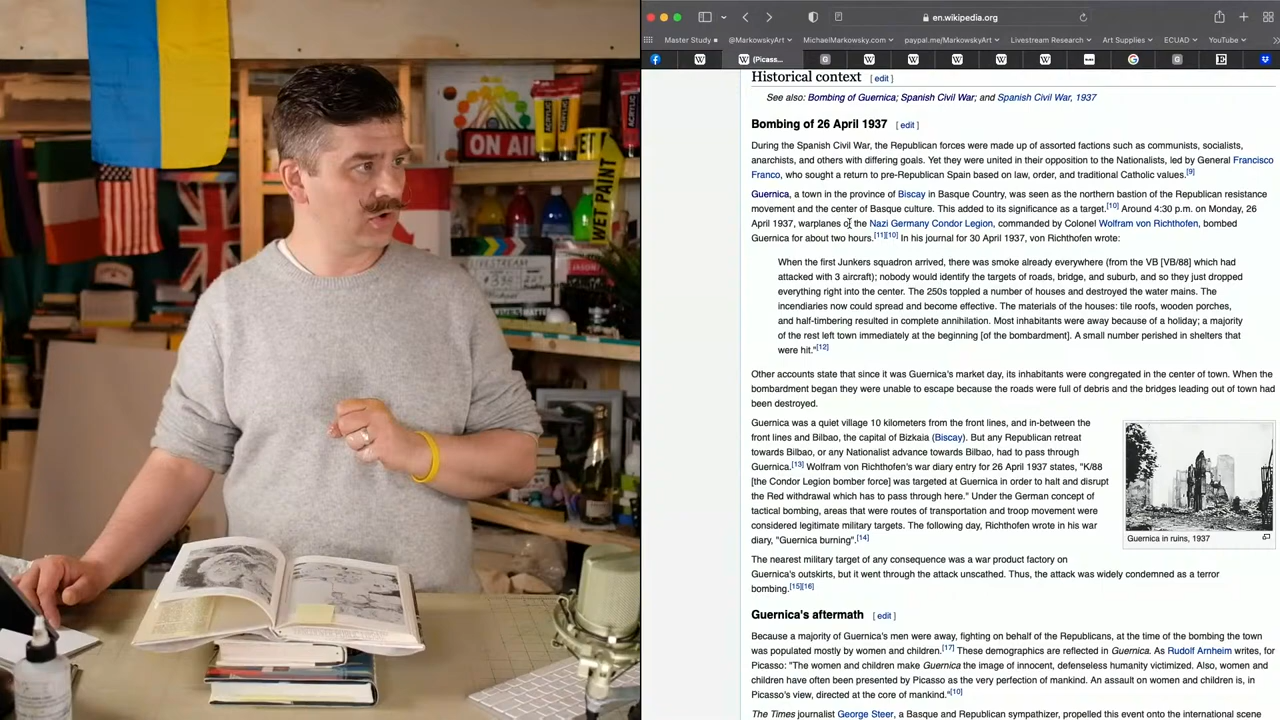 ON AIR
ACRYLIC
ACRYLIC
ACRYLIC
WET PAINT
LIVESTREAM
en.wikipedia.org
Master Study
@MarkowskyArt
MichaelMarkowsky.com
paypal.me/MarkowskyArt
Livestream Research
Art Supplies
ECUAD
YouTube
(Picass...
Historical context [ edit ]
See also: Bombing of Guernica; Spanish Civil War; and Spanish Civil War, 1937
Bombing of 26 April 1937 [ edit ]
During the Spanish Civil War, the Republican forces were made up of assorted factions such as communists, socialists,
anarchists, and others with differing goals. Yet they were united in their opposition to the Nationalists, led by General Francisco
Franco, who sought a return to pre-Republican Spain based on law, order, and traditional Catholic values.[9]
Guernica, a town in the province of Biscay in Basque Country, was seen as the northern bastion of the Republican resistance
movement and the center of Basque culture. This added to its significance as a target.[10] Around 4:30 p.m. on Monday, 26
April 1937, warplanes of the Nazi Germany Condor Legion, commanded by Colonel Wolfram von Richthofen, bombed
Guernica for about two hours.[11][10] In his journal for 30 April 1937, von Richthofen wrote:
When the first Junkers squadron arrived, there was smoke already everywhere (from the VB [VB/88] which had
attacked with 3 aircraft); nobody would identify the targets of roads, bridge, and suburb, and so they just dropped
everything right into the center. The 250s toppled a number of houses and destroyed the water mains. The
incendiaries now could spread and become effective. The materials of the houses: tile roofs, wooden porches,
and half-timbering resulted in complete annihilation. Most inhabitants were away because of a holiday; a majority
of the rest left town immediately at the beginning [of the bombardment]. A small number perished in shelters that
were hit."[12]
Other accounts state that since it was Guernica's market day, its inhabitants were congregated in the center of town. When the
bombardment began they were unable to escape because the roads were full of debris and the bridges leading out of town had
been destroyed.
Guernica was a quiet village 10 kilometers from the front lines, and in-between the
front lines and Bilbao, the capital of Bizkaia (Biscay). But any Republican retreat
towards Bilbao, or any Nationalist advance towards Bilbao, had to pass through
Guernica.[13] Wolfram von Richthofen's war diary entry for 26 April 1937 states, "K/88
[the Condor Legion bomber force] was targeted at Guernica in order to halt and disrupt
the Red withdrawal which has to pass through here." Under the German concept of
tactical bombing, areas that were routes of transportation and troop movement were
considered legitimate military targets. The following day, Richthofen wrote in his war
diary, "Guernica burning".[14]
Guernica in ruins, 1937
The nearest military target of any consequence was a war product factory on
Guernica's outskirts, but it went through the attack unscathed. Thus, the attack was widely condemned as a terror
bombing.[15][16]
Guernica's aftermath [ edit ]
Because a majority of Guernica's men were away, fighting on behalf of the Republicans, at the time of the bombing the town
was populated mostly by women and children.[17] These demographics are reflected in Guernica. As Rudolf Arnheim writes, for
Picasso: "The women and children make Guernica the image of innocent, defenseless humanity victimized. Also, women and
children have often been presented by Picasso as the very perfection of mankind. An assault on women and children is, in
Picasso's view, directed at the core of mankind."[10]
The Times journalist George Steer, a Basque and Republican sympathizer, propelled this event onto the international scene